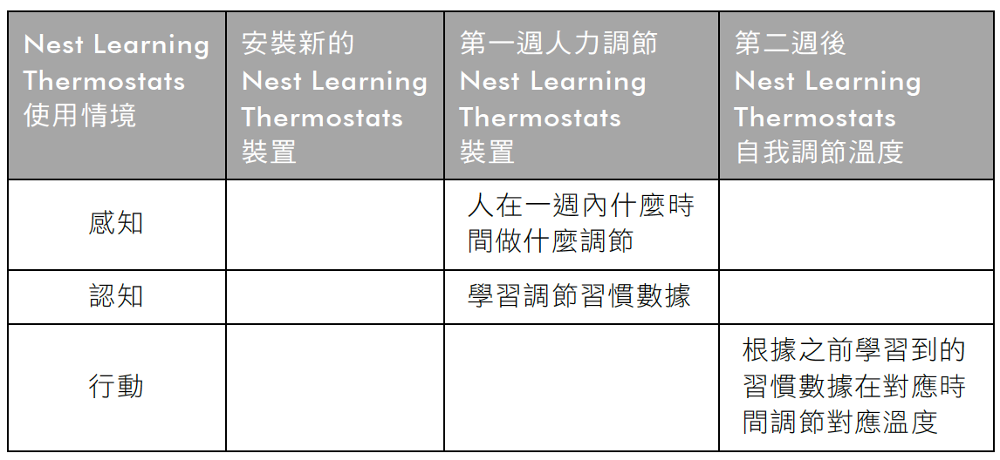 Nest Learning
Thermostats
使用情境
安裝新的
Nest Learning
Thermostats
裝置
第一週人力調節
Nest Learning
Thermostats
裝置
第二週後
Nest Learning
Thermostats
自我調節溫度
感知
人在一週內什麼時
間做什麼調節
認知
學習調節習慣數據
行動
根據之前學習到的
習慣數據在對應時
間調節對應溫度